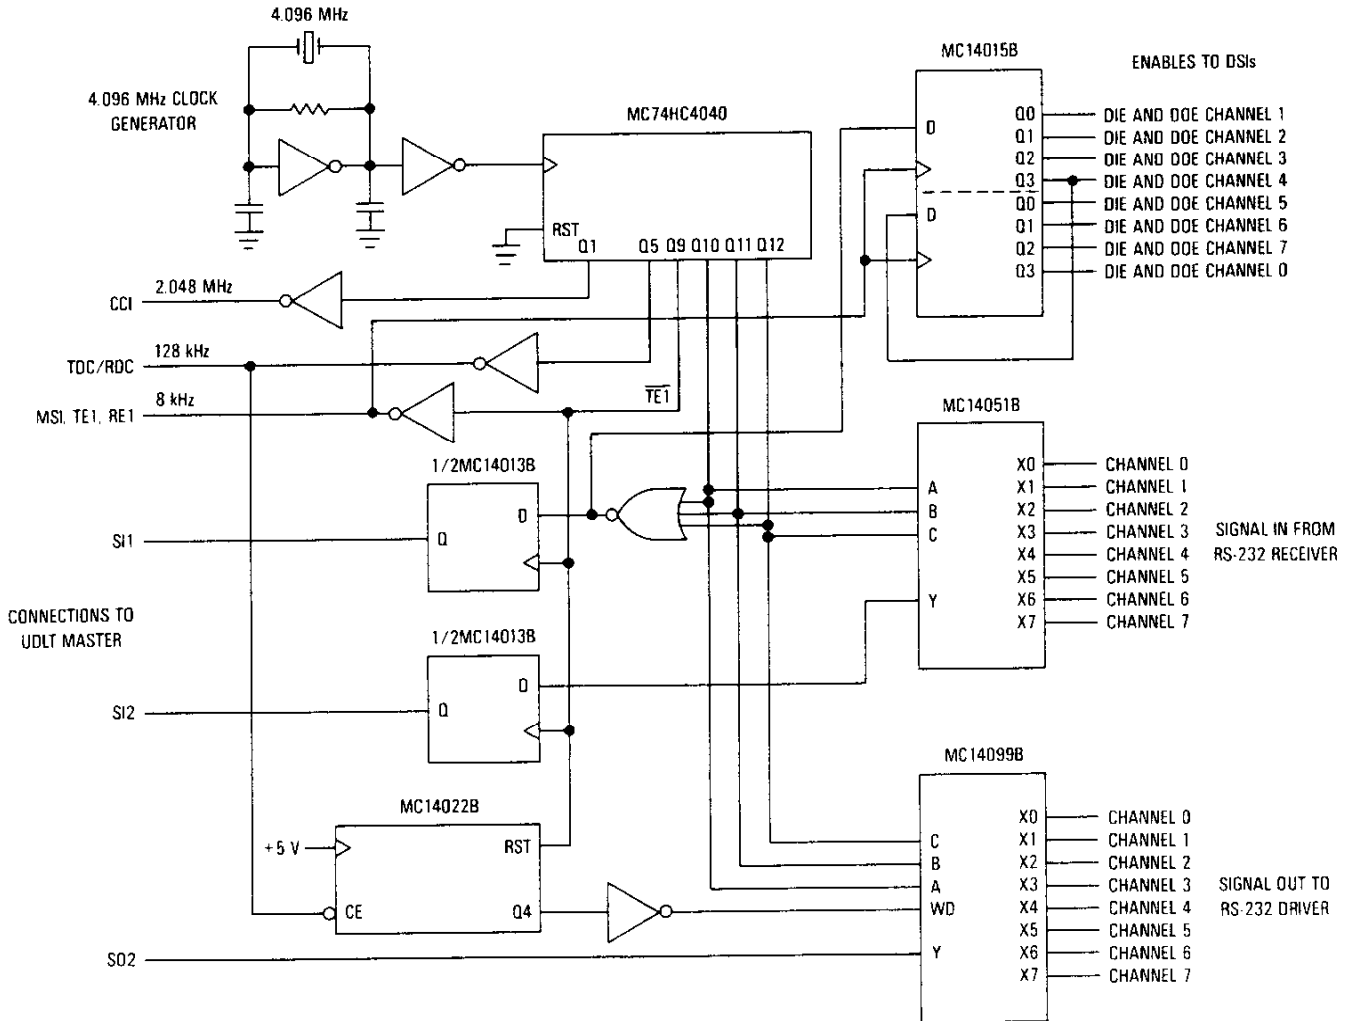 4.096 MHz
4.096 MHz CLOCK
GENERATOR
MC74HC4040
RST
Q1 Q5 Q9 Q10 Q11 Q12
MC14015B
ENABLES TO DSIs
D
D
Q0 DIE AND DOE CHANNEL 1
Q1 DIE AND DOE CHANNEL 2
Q2 DIE AND DOE CHANNEL 3
Q3 DIE AND DOE CHANNEL 4
Q0 DIE AND DOE CHANNEL 5
Q1 DIE AND DOE CHANNEL 6
Q2 DIE AND DOE CHANNEL 7
Q3 DIE AND DOE CHANNEL 0
CCI 2.048 MHz
TDC/RDC 128 kHz
MSI, TE1, RE1 8 kHz
TE1
MC14051B
A
B
C
Y
X0 CHANNEL 0
X1 CHANNEL 1
X2 CHANNEL 2
X3 CHANNEL 3
X4 CHANNEL 4
X5 CHANNEL 5
X6 CHANNEL 6
X7 CHANNEL 7
SIGNAL IN FROM
RS-232 RECEIVER
1/2MC14013B
D
Q
SI1
CONNECTIONS TO
UDLT MASTER
1/2MC14013B
D
Q
SI2
MC14022B
+5 V
RST
CE
Q4
SO2
MC14099B
C
B
A
WD
Y
X0 CHANNEL 0
X1 CHANNEL 1
X2 CHANNEL 2
X3 CHANNEL 3
X4 CHANNEL 4
X5 CHANNEL 5
X6 CHANNEL 6
X7 CHANNEL 7
SIGNAL OUT TO
RS-232 DRIVER